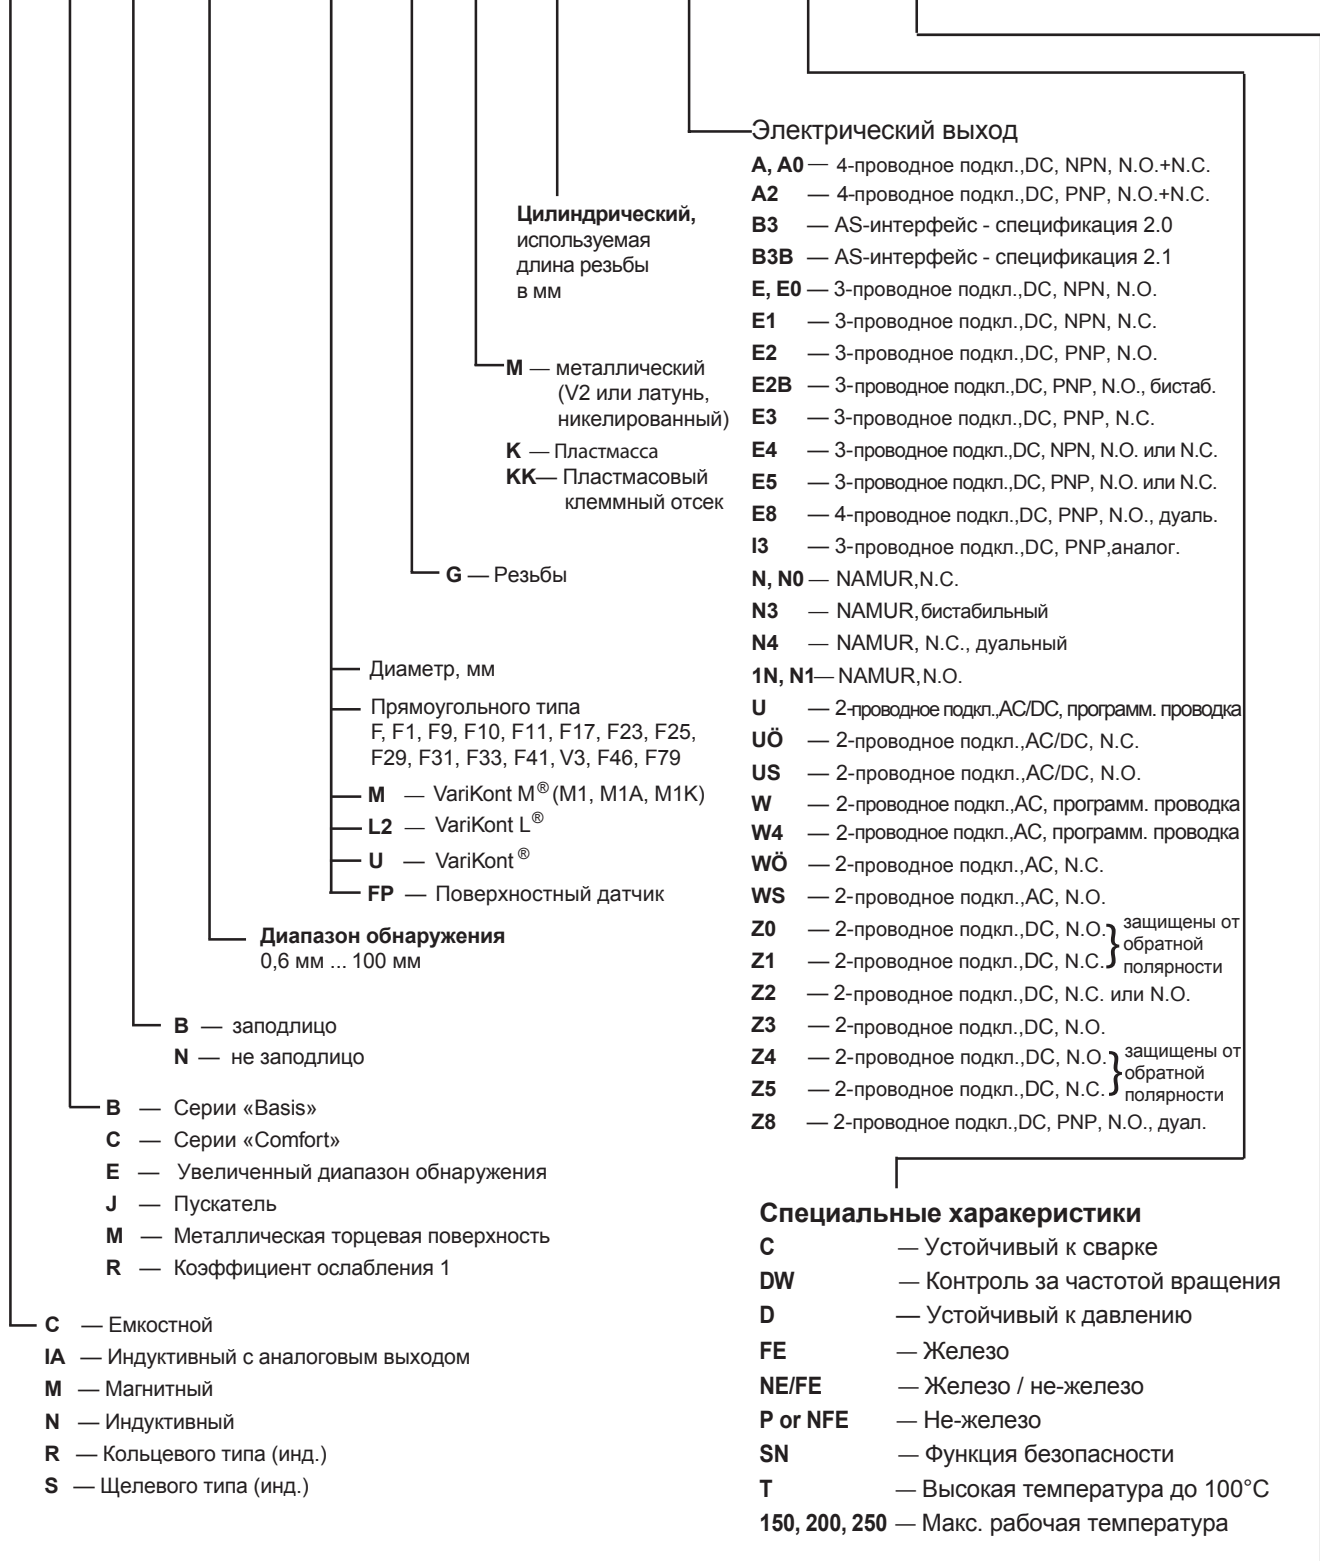 Электрический выход
A, A0 — 4-проводное подкл.,DC, NPN, N.O.+N.C.
A2 — 4-проводное подкл.,DC, PNP, N.O.+N.C.
B3 — AS-интерфейс - спецификация 2.0
B3B — AS-интерфейс - спецификация 2.1
E, E0 — 3-проводное подкл.,DC, NPN, N.O.
E1 — 3-проводное подкл.,DC, NPN, N.C.
E2 — 3-проводное подкл.,DC, PNP, N.O.
E2B — 3-проводное подкл.,DC, PNP, N.O., бистаб.
E3 — 3-проводное подкл.,DC, PNP, N.C.
E4 — 3-проводное подкл.,DC, NPN, N.O. или N.C.
E5 — 3-проводное подкл.,DC, PNP, N.O. или N.C.
E8 — 4-проводное подкл.,DC, PNP, N.O., дуаль.
I3 — 3-проводное подкл.,DC, PNP,аналог.
N, N0 — NAMUR,N.C.
N3 — NAMUR,бистабильный
N4 — NAMUR, N.C., дуальный
1N, N1— NAMUR,N.O.
U — 2-проводное подкл.,AC/DC, программ. проводка
UÖ — 2-проводное подкл.,AC/DC, N.C.
US — 2-проводное подкл.,AC/DC, N.O.
W — 2-проводное подкл.,AC, программ. проводка
W4 — 2-проводное подкл.,AC, программ. проводка
WÖ — 2-проводное подкл.,AC, N.C.
WS — 2-проводное подкл.,AC, N.O.
Z0 — 2-проводное подкл.,DC, N.O.
Z1 — 2-проводное подкл.,DC, N.C.
защищены от
обратной
полярности
Z2 — 2-проводное подкл.,DC, N.C. или N.O.
Z3 — 2-проводное подкл.,DC, N.O.
Z4 — 2-проводное подкл.,DC, N.O.
Z5 — 2-проводное подкл.,DC, N.C.
защищены от
обратной
полярности
Z8 — 2-проводное подкл.,DC, PNP, N.O., дуал.
Цилиндрический,
используемая
длина резьбы
в мм
M — металлический
(V2 или латунь,
никелированный)
K — Пластмасса
KK— Пластмасовый
клеммный отсек
G — Резьбы
Диаметр, мм
Прямоугольного типа
F, F1, F9, F10, F11, F17, F23, F25,
F29, F31, F33, F41, V3, F46, F79
M — VariKont M® (M1, M1A, M1K)
L2 — VariKont L®
U — VariKont ®
FP — Поверхностный датчик
Диапазон обнаружения
0,6 мм ... 100 мм
B — заподлицо
N — не заподлицо
B — Серии «Basis»
C — Серии «Comfort»
E — Увеличенный диапазон обнаружения
J — Пускатель
M — Металлическая торцевая поверхность
R — Коэффициент ослабления 1
C — Емкостной
IA — Индуктивный с аналоговым выходом
M — Магнитный
N — Индуктивный
R — Кольцевого типа (инд.)
S — Щелевого типа (инд.)
Специальные харакеристики
C — Устойчивый к сварке
DW — Контроль за частотой вращения
D — Устойчивый к давлению
FE — Железо
NE/FE — Железо / не-железо
P or NFE — Не-железо
SN — Функция безопасности
T — Высокая температура до 100°C
150, 200, 250 — Макс. рабочая температура